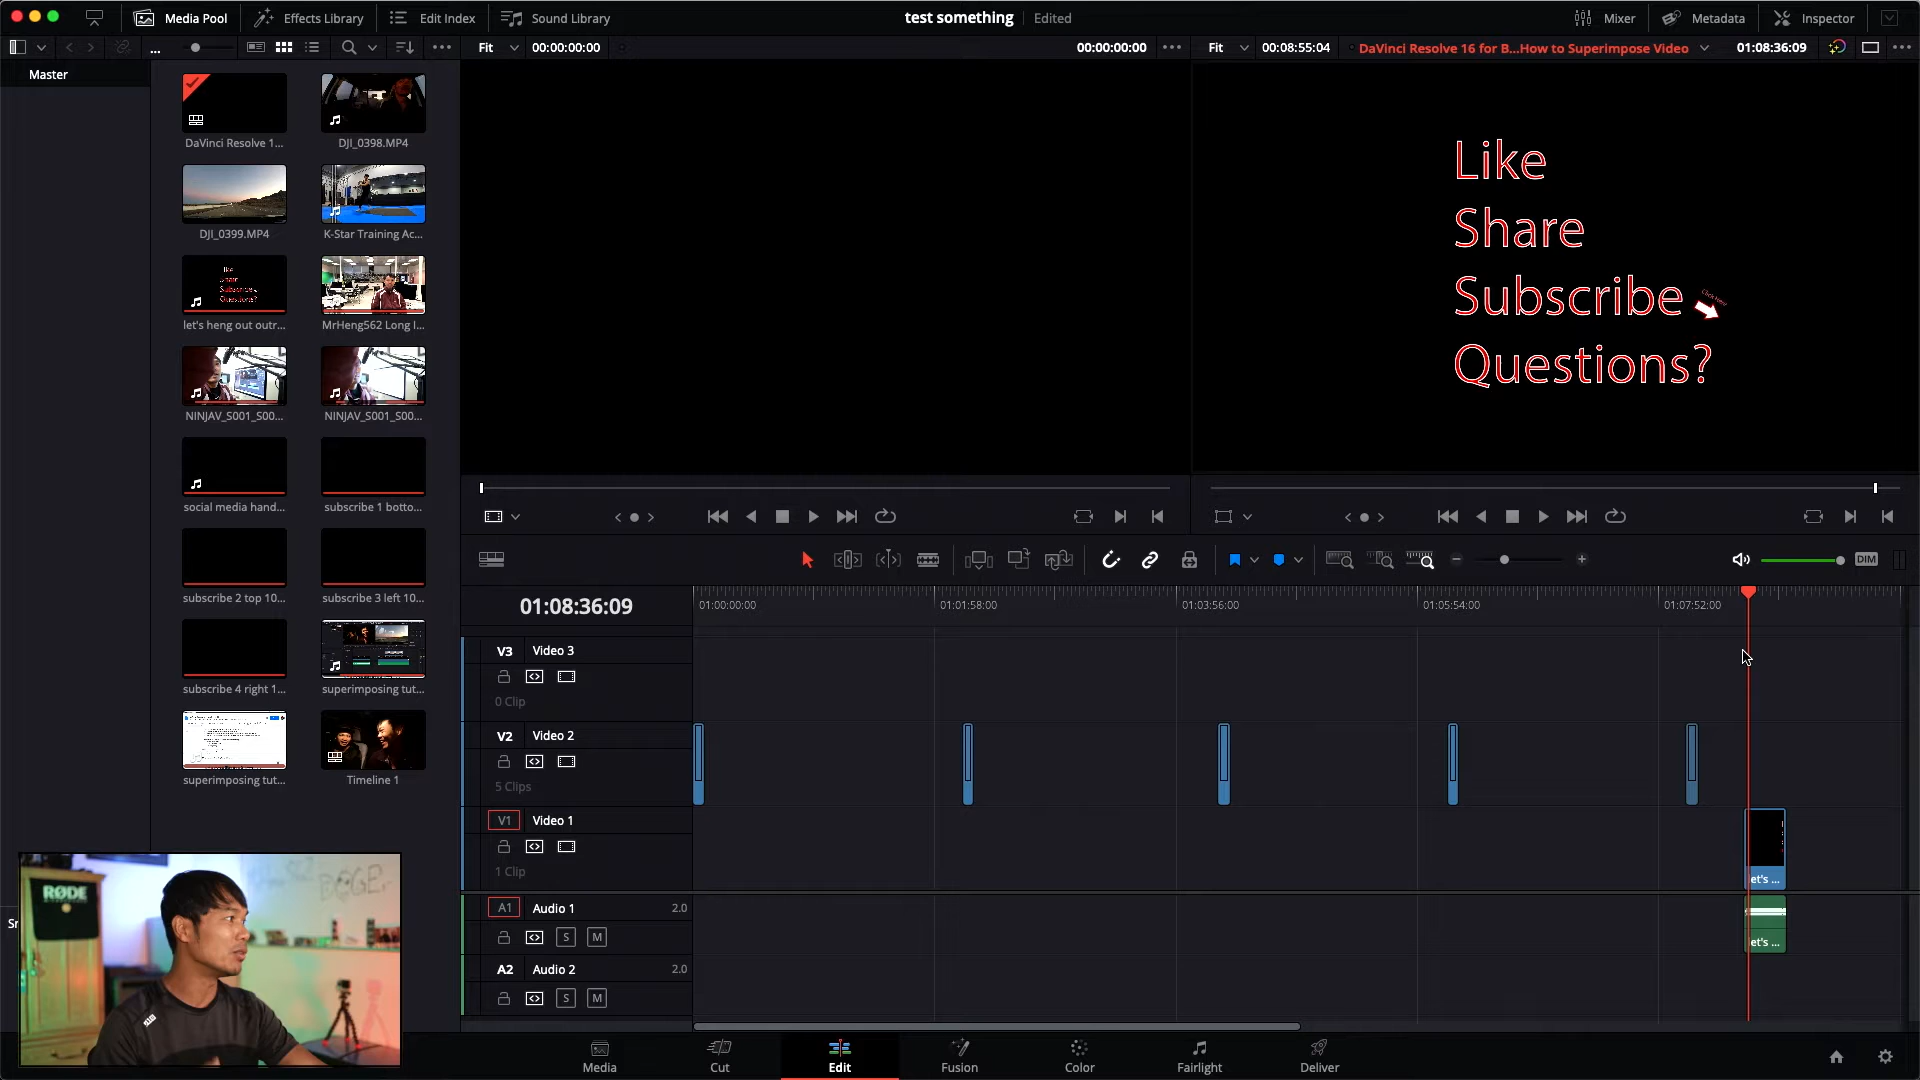 Media Pool
Effects Library
Edit Index
Sound Library
test something
Edited
Mixer
Metadata
Inspector
...
Fit
00:00:00:00
00:00:00:00
Fit
00:08:55:04
DaVinci Resolve 16 for B...How to Superimpose Video
01:08:36:09
Master
DaVinci Resolve 1...
DJI_0398.MP4
DJI_0399.MP4
K-Star Training Ac...
let's heng out outr...
MrHeng562 Long I...
NINJAV_S001_S00...
NINJAV_S001_S00...
social media hand...
subscribe 1 botto...
subscribe 2 top 10...
subscribe 3 left 10...
subscribe 4 right 1...
superimposing tut...
superimposing tut...
Timeline 1
Like
Share
Subscribe
Questions?
DIM
01:08:36:09
01:00:00:00
01:01:58:00
01:03:56:00
01:05:54:00
01:07:52:00
V3 Video 3
0 Clip
V2 Video 2
5 Clips
V1 Video 1
1 Clip
et's ...
A1 Audio 1 2.0
S M
et's ...
A2 Audio 2 2.0
S M
RØDE
DOGE
Media
Cut
Edit
Fusion
Color
Fairlight
Deliver